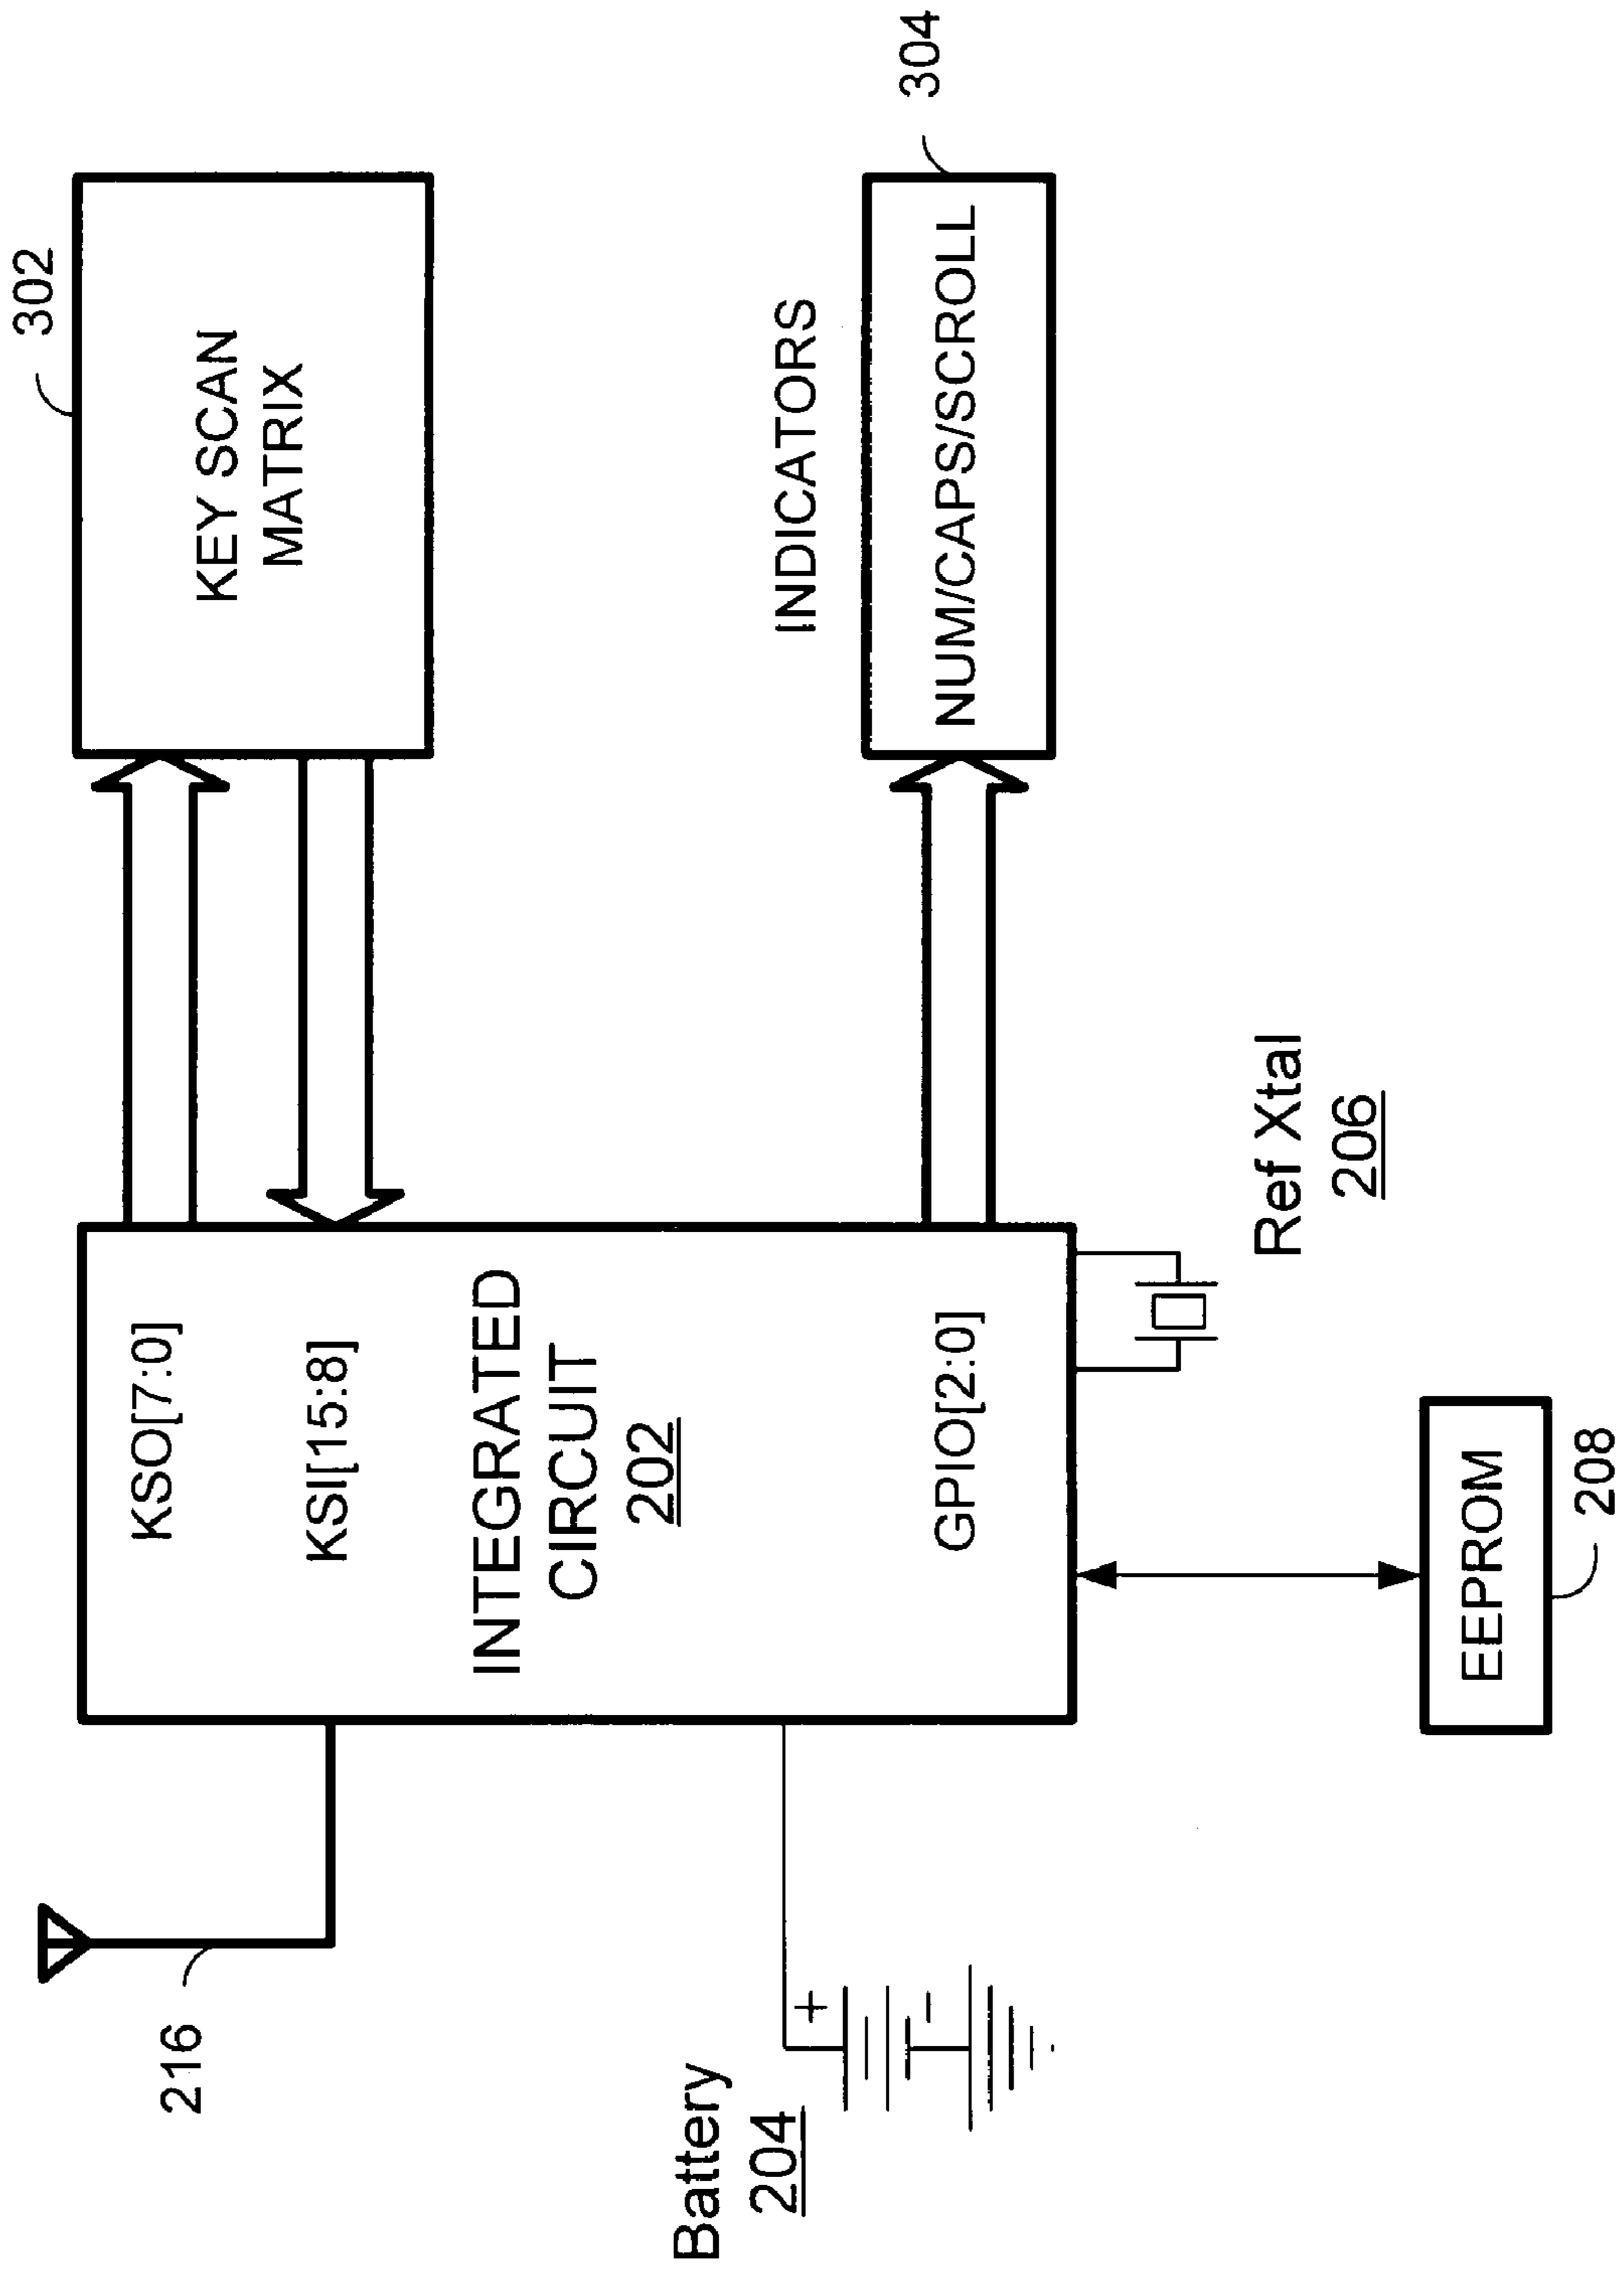 302
KEY SCAN
MATRIX
KSO[7:0]
KSI[15:8]
INTEGRATED
CIRCUIT
202
GPIO[2:0]
216
Battery
204
+
-
INDICATORS
NUM/CAPS/SCROLL
304
Ref Xtal
206
EEPROM
208